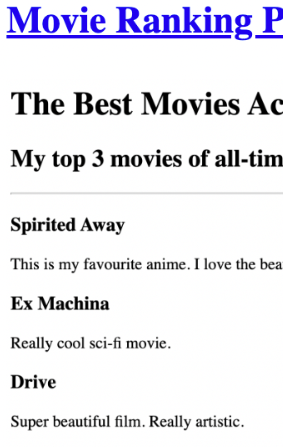 Movie Ranking P
The Best Movies Ac
My top 3 movies of all-tim
Spirited Away
This is my favourite anime. I love the bea
Ex Machina
Really cool sci-fi movie.
Drive
Super beautiful film. Really artistic.